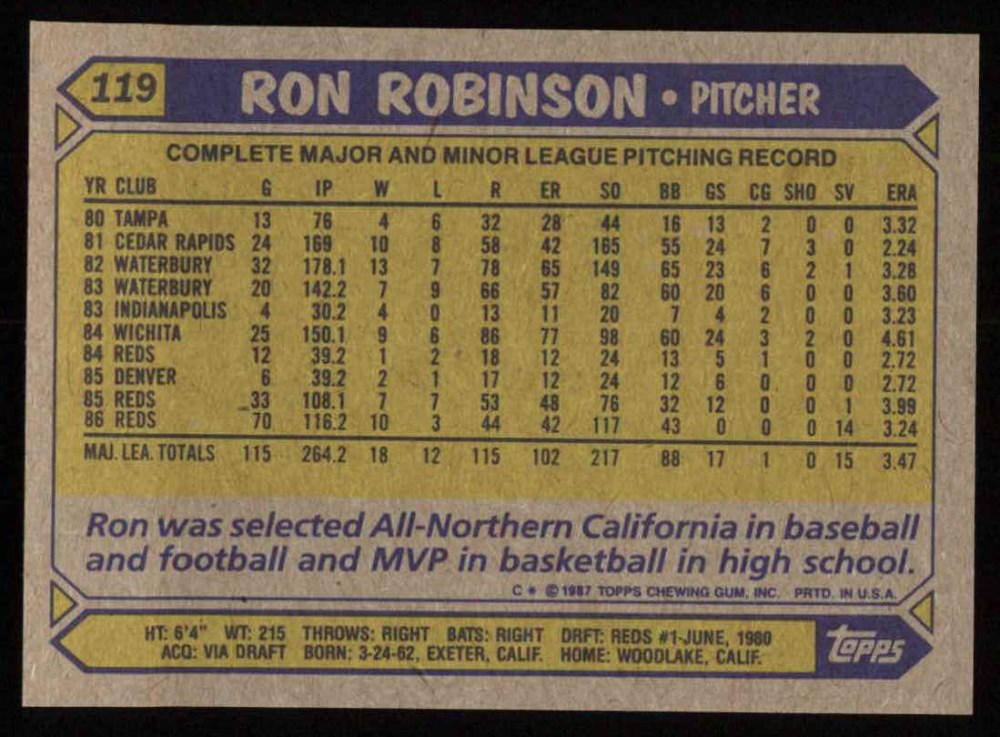 119 RON ROBINSON • PITCHER
COMPLETE MAJOR AND MINOR LEAGUE PITCHING RECORD
YR CLUB G IP W L R ER SO BB GS CG SHO SV ERA
80 TAMPA 13 76 4 6 32 28 44 16 13 2 0 0 3.32
81 CEDAR RAPIDS 24 169 10 8 58 42 165 55 24 7 3 0 2.24
82 WATERBURY 32 178.1 13 7 78 65 149 65 23 6 2 1 3.28
83 WATERBURY 20 142.2 7 9 66 57 82 60 20 6 0 0 3.60
83 INDIANAPOLIS 4 30.2 4 0 13 11 20 7 4 2 0 0 3.23
84 WICHITA 25 150.1 9 6 86 77 98 60 24 3 2 0 4.61
84 REDS 12 39.2 1 2 18 12 24 13 5 1 0 0 2.72
85 DENVER 6 39.2 2 1 17 12 24 12 6 0 0 0 2.72
85 REDS 33 108.1 7 7 53 48 76 32 12 0 0 1 3.99
86 REDS 70 116.2 10 3 44 42 117 43 0 0 0 14 3.24
MAJ. LEA. TOTALS 115 264.2 18 12 115 102 217 88 17 1 0 15 3.47
Ron was selected All-Northern California in baseball
and football and MVP in basketball in high school.
C * © 1987 TOPPS CHEWING GUM, INC. PRTD. IN U.S.A.
HT: 6'4" WT: 215 THROWS: RIGHT BATS: RIGHT DRFT: REDS #1-JUNE, 1980
ACQ: VIA DRAFT BORN: 3-24-62, EXETER, CALIF. HOME: WOODLAKE, CALIF.
topps